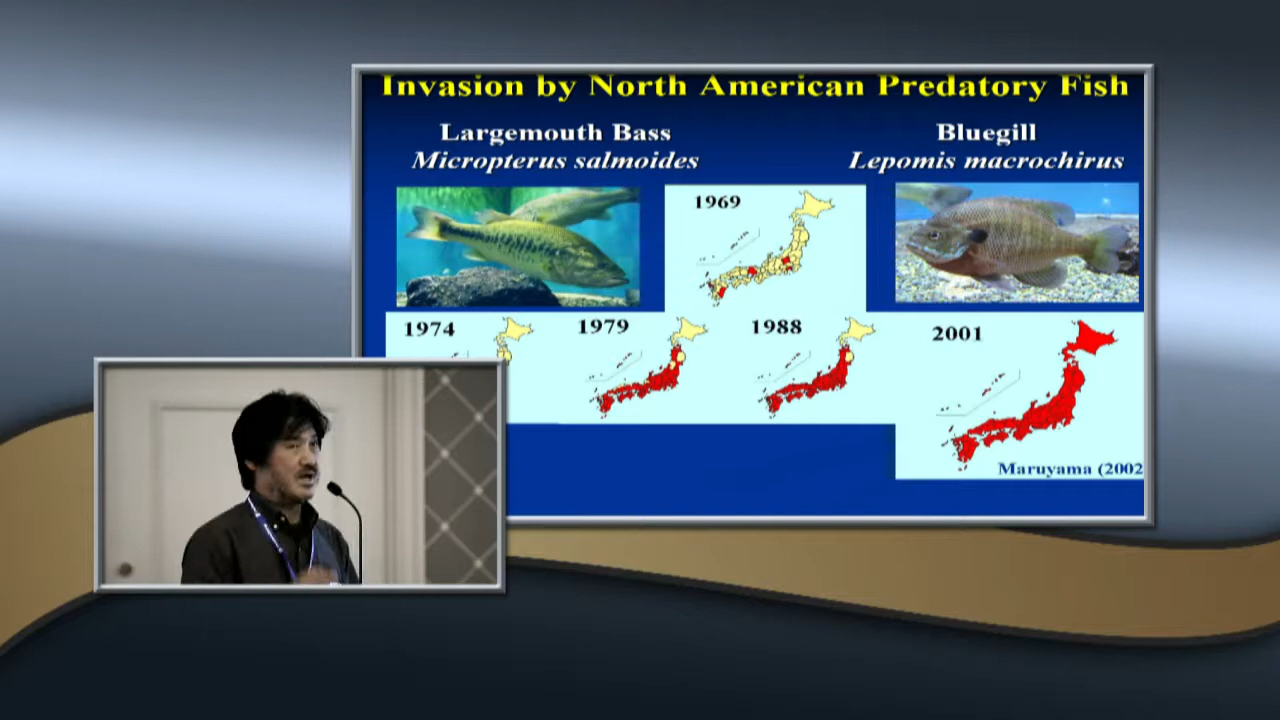 Invasion by North American Predatory Fish
Largemouth Bass
Micropterus salmoides
Bluegill
Lepomis macrochirus
1969
1974
1979
1988
2001
Maruyama (2002